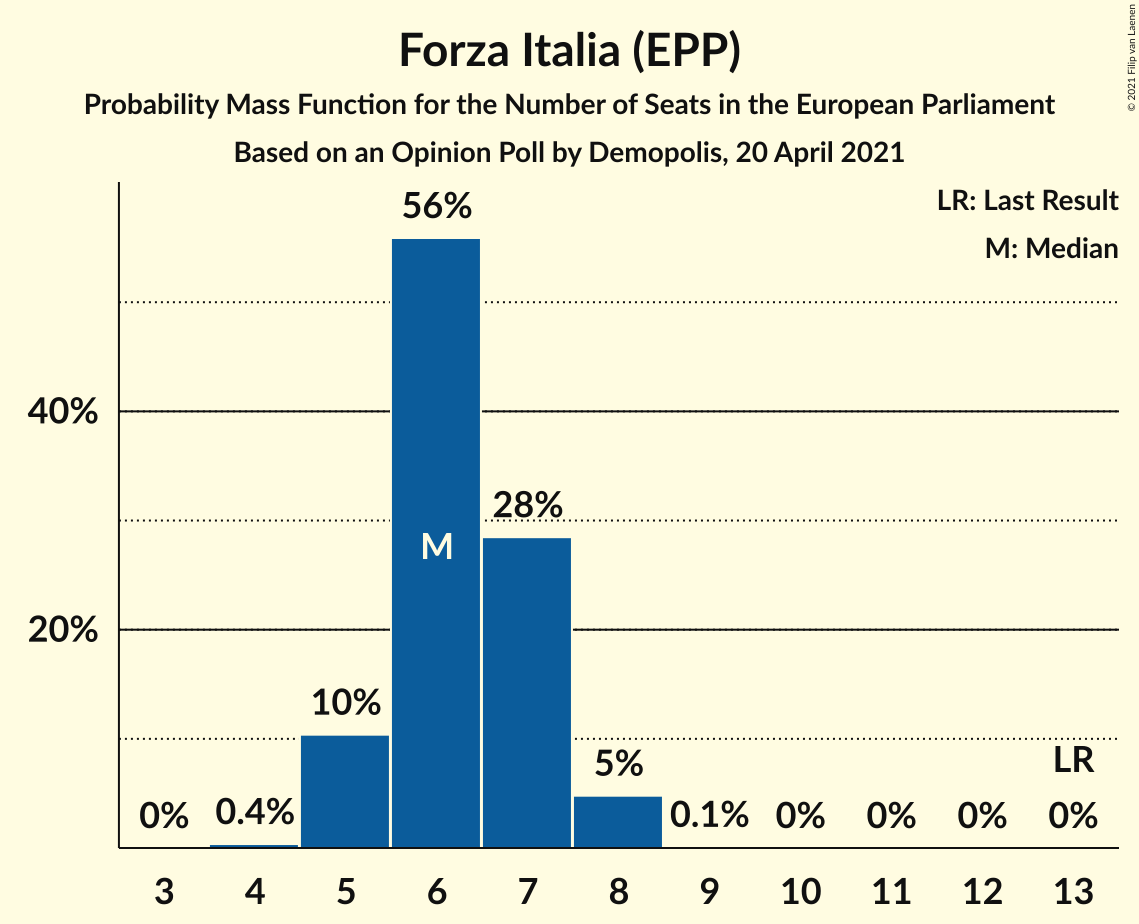 Forza Italia (EPP)
Probability Mass Function for the Number of Seats in the European Parliament
Based on an Opinion Poll by Demopolis, 20 April 2021
© 2021 Filip van Laenen
LR: Last Result
M: Median
56%
40%
28%
M
20%
10%
5%
LR
0% 0.4% 0.1% 0% 0% 0% 0%
3 4 5 6 7 8 9 10 11 12 13